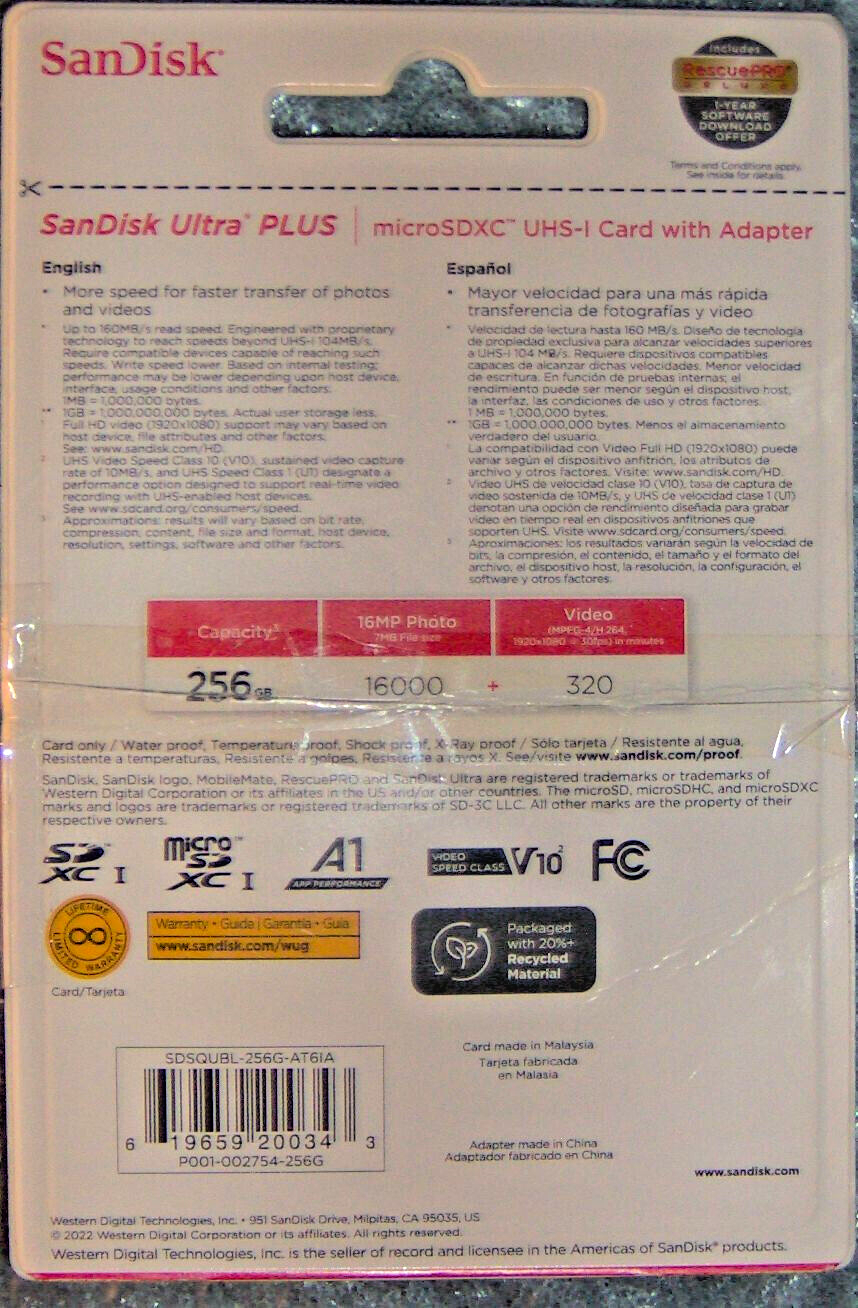 SanDisk®
Includes
RescuePRO®
DELUXE
1-YEAR
SOFTWARE
DOWNLOAD
OFFER
Terms and Conditions apply.
See inside for details.
SanDisk Ultra® PLUS | microSDXC™ UHS-I Card with Adapter
English
• More speed for faster transfer of photos
and videos
* Up to 160MB/s read speed. Engineered with proprietary
technology to reach speeds beyond UHS-I 104MB/s.
Require compatible devices capable of reaching such
speeds. Write speed lower. Based on internal testing;
performance may be lower depending upon host device,
interface, usage conditions and other factors.
1MB = 1,000,000 bytes.
** 1GB = 1,000,000,000 bytes. Actual user storage less.
Full HD video (1920x1080) support may vary based on
host device, file attributes and other factors.
See: www.sandisk.com/HD.
2 UHS Video Speed Class 10 (V10), sustained video capture
rate of 10MB/s, and UHS Speed Class 1 (U1) designate a
performance option designed to support real-time video
recording with UHS-enabled host devices.
See www.sdcard.org/consumers/speed.
3 Approximations: results will vary based on bit rate,
compression, content, file size and format, host device,
resolution, settings, software and other factors.
Español
• Mayor velocidad para una más rápida
transferencia de fotografías y video
* Velocidad de lectura hasta 160 MB/s. Diseño de tecnología
de propiedad exclusiva para alcanzar velocidades superiores
a UHS-I 104 MB/s. Requiere dispositivos compatibles
capaces de alcanzar dichas velocidades. Menor velocidad
de escritura. En función de pruebas internas; el
rendimiento puede ser menor según el dispositivo host,
la interfaz, las condiciones de uso y otros factores.
1 MB = 1,000,000 bytes.
** 1GB = 1,000,000,000 bytes. Menos el almacenamiento
verdadero del usuario.
La compatibilidad con Video Full HD (1920x1080) puede
variar según el dispositivo anfitrión, los atributos de
archivo y otros factores. Visite: www.sandisk.com/HD.
2 Video UHS de velocidad clase 10 (V10), tasa de captura de
video sostenida de 10MB/s, y UHS de velocidad clase 1 (U1)
denotan una opción de rendimiento diseñada para grabar
video en tiempo real en dispositivos anfitriones que
soporten UHS. Visite www.sdcard.org/consumers/speed.
3 Aproximaciones: los resultados variarán según la velocidad de
bits, la compresión, el contenido, el tamaño y el formato del
archivo, el dispositivo host, la resolución, la configuración, el
software y otros factores.
Capacity³ 16MP Photo Video
7MB File size (MPEG-4/H.264,
1920x1080 @ 30fps) in minutes
256GB 16000 + 320
Card only / Water proof, Temperature proof, Shock proof, X-Ray proof / Sólo tarjeta / Resistente al agua,
Resistente a temperaturas, Resistente a golpes, Resistente a rayos X. See/visite www.sandisk.com/proof.
SanDisk, SanDisk logo, MobileMate, RescuePRO and SanDisk Ultra are registered trademarks or trademarks of
Western Digital Corporation or its affiliates in the US and/or other countries. The microSD, microSDHC, and microSDXC
marks and logos are trademarks or registered trademarks of SD-3C LLC. All other marks are the property of their
respective owners.
SD XC I micro SD XC I A1 APP PERFORMANCE VIDEO SPEED CLASS V10² FC
LIFETIME LIMITED WARRANTY
Card/Tarjeta
Warranty • Guide | Garantía • Guía
www.sandisk.com/wug
Packaged
with 20%+
Recycled
Material
SDSQUBL-256G-AT6IA
6 19659 20034 3
P001-002754-256G
Card made in Malaysia
Tarjeta fabricada
en Malasia
Adapter made in China
Adaptador fabricado en China
www.sandisk.com
Western Digital Technologies, Inc. • 951 SanDisk Drive, Milpitas, CA 95035, US
© 2022 Western Digital Corporation or its affiliates. All rights reserved.
Western Digital Technologies, Inc. is the seller of record and licensee in the Americas of SanDisk® products.